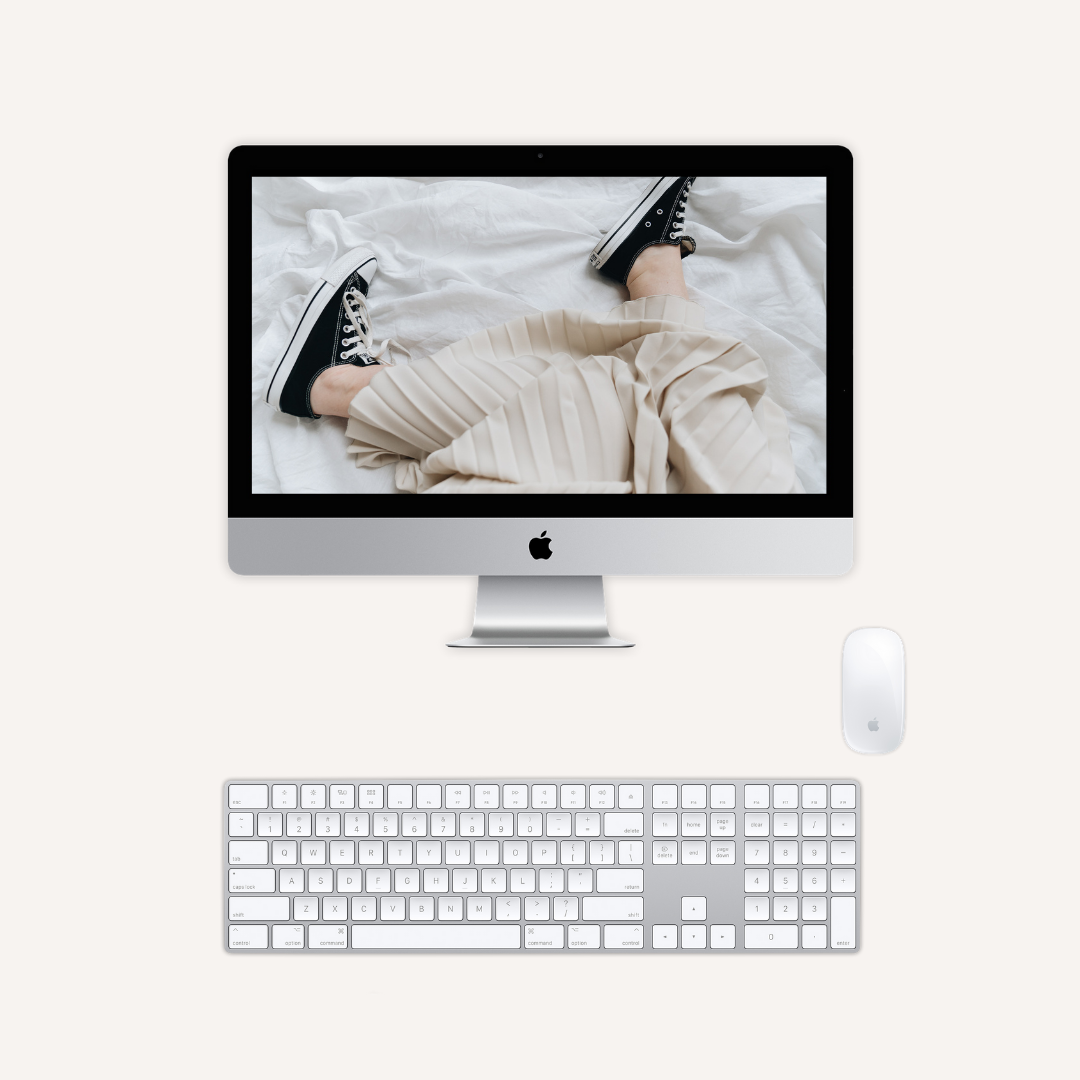 esc
~ 1 2 3 4 5 6 7 8 9 0 delete
home page up clear = /
tab Q W E R T Y U I O P
delete end page down 7 8 9 −
caps lock A S D F G H J K L return
4 5 6 +
shift Z X C V B N M < > ? / shift
1 2 3
control option command command option control
0 . enter